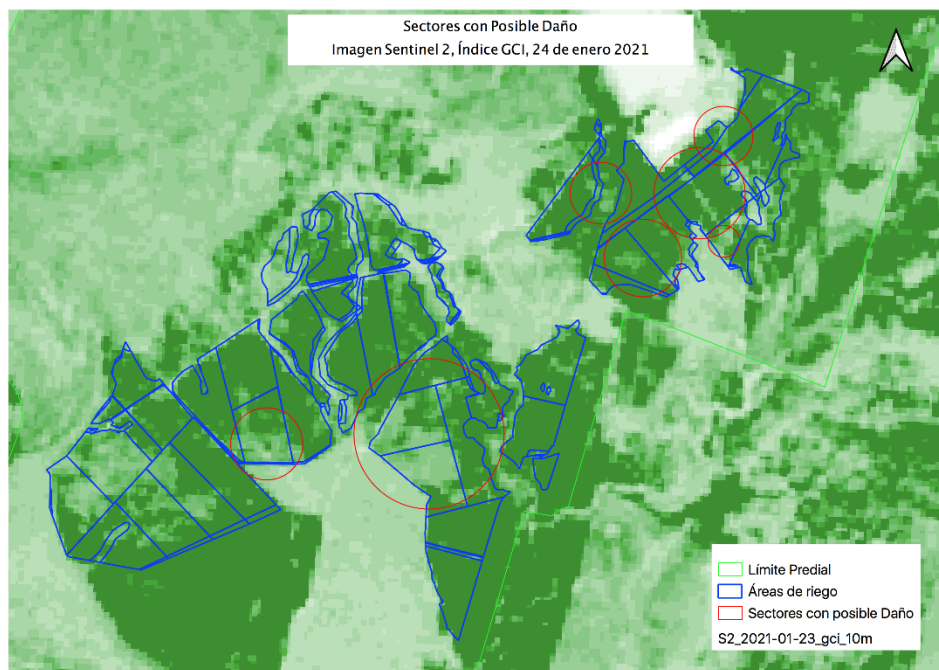 Sectores con Posible Daño
Imagen Sentinel 2, Índice GCI, 24 de enero 2021
Límite Predial
Áreas de riego
Sectores con posible Daño
S2_2021-01-23_gci_10m